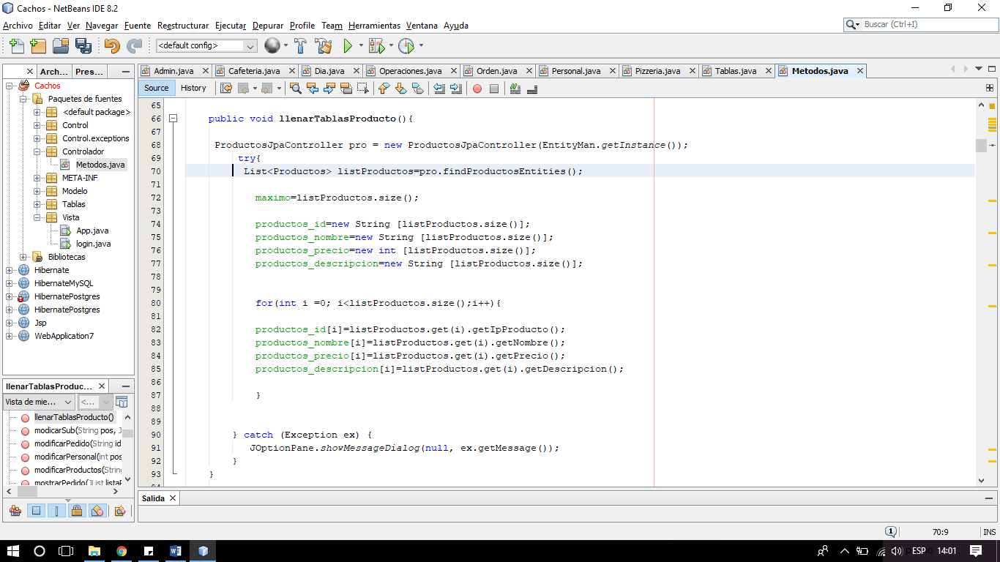 Cachos - NetBeans IDE 8.2
Archivo Editar Ver Navegar Fuente Reestructurar Ejecutar Depurar Profile Team Herramientas Ventana Ayuda
Buscar (Ctrl+I)
<default config>
Arch... Pres...
Admin.java Cafeteria.java Dia.java Operaciones.java Orden.java Personal.java Pizzeria.java Tablas.java Metodos.java
Source History
Cachos
Paquetes de fuentes
<default package>
Control
Control.exceptions
Controlador
Metodos.java
META-INF
Modelo
Tablas
Vista
App.java
login.java
Bibliotecas
Hibernate
HibernateMySQL
HibernatePostgres
HibernatePostgres
Jsp
WebApplication7
llenarTablasProduc...
Vista de mie... <...
llenarTablasProducto()
modicarSub(String pos, J
modificarPedido(String id
modificarPersonal(int pos
modificarProductos(String
mostrarPedido(JList lista
65
66 public void llenarTablasProducto(){
67
68 ProductosJpaController pro = new ProductosJpaController(EntityMan.getInstance());
69 try{
70 List<Productos> listProductos=pro.findProductosEntities();
71
72 maximo=listProductos.size();
73
74 productos_id=new String [listProductos.size()];
75 productos_nombre=new String [listProductos.size()];
76 productos_precio=new int [listProductos.size()];
77 productos_descripcion=new String [listProductos.size()];
78
79
80 for(int i =0; i<listProductos.size();i++){
81
82 productos_id[i]=listProductos.get(i).getIpProducto();
83 productos_nombre[i]=listProductos.get(i).getNombre();
84 productos_precio[i]=listProductos.get(i).getPrecio();
85 productos_descripcion[i]=listProductos.get(i).getDescripcion();
86
87 }
88
89
90 } catch (Exception ex) {
91 JOptionPane.showMessageDialog(null, ex.getMessage());
92 }
93 }
94
Salida
1 70:9 INS
ESP 14:01